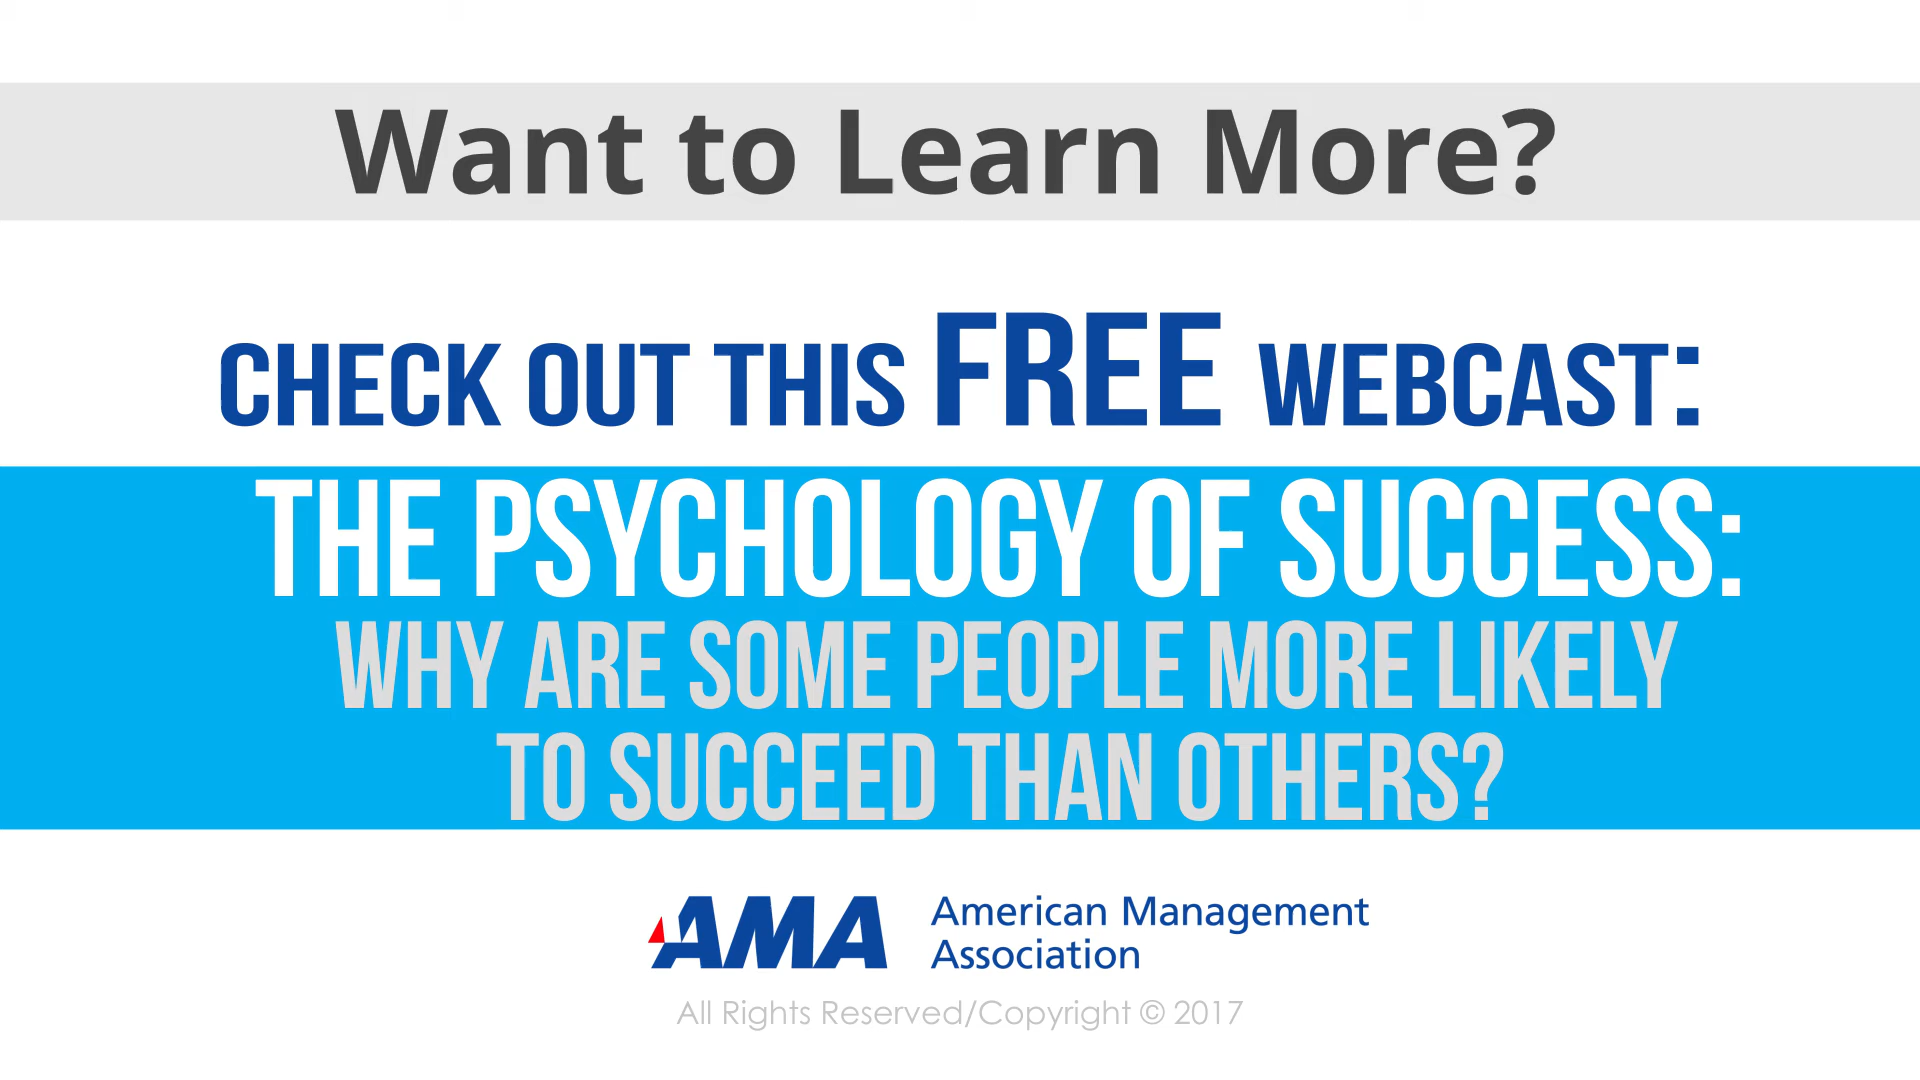 Want to Learn More?
CHECK OUT THIS FREE WEBCAST:
THE PSYCHOLOGY OF SUCCESS:
WHY ARE SOME PEOPLE MORE LIKELY
TO SUCCEED THAN OTHERS?
AMA American Management
Association
All Rights Reserved/Copyright © 2017